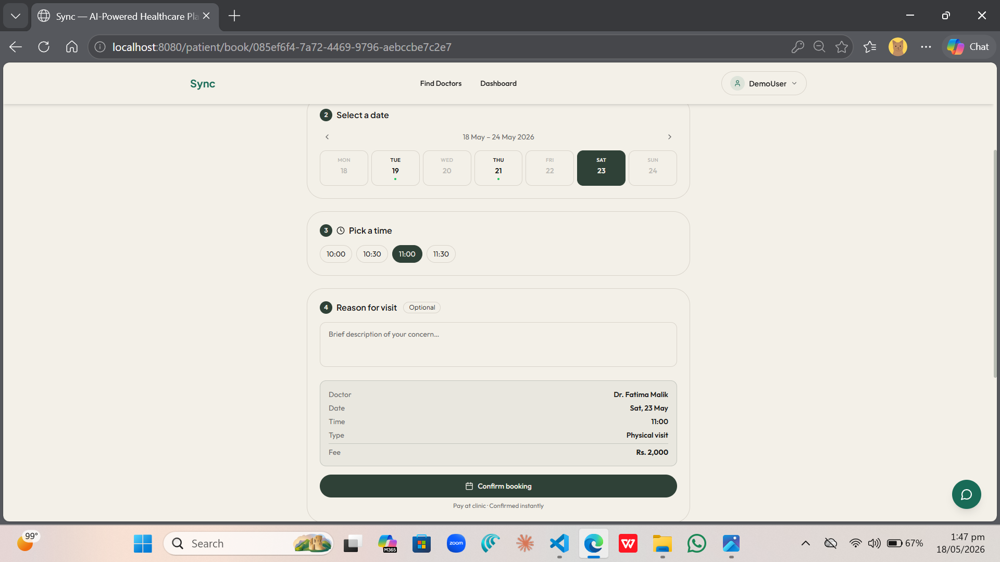 Sync — AI-Powered Healthcare Pla
localhost:8080/patient/book/085ef6f4-7a72-4469-9796-aebccbe7c2e7
Chat
Sync
Find Doctors
Dashboard
DemoUser
2 Select a date
18 May – 24 May 2026
MON TUE WED THU FRI SAT SUN
18 19 20 21 22 23 24
3 Pick a time
10:00 10:30 11:00 11:30
4 Reason for visit Optional
Brief description of your concern...
Doctor Dr. Fatima Malik
Date Sat, 23 May
Time 11:00
Type Physical visit
Fee Rs. 2,000
Confirm booking
Pay at clinic · Confirmed instantly
99°
Search
M365
zoom
W
67%
1:47 pm
18/05/2026